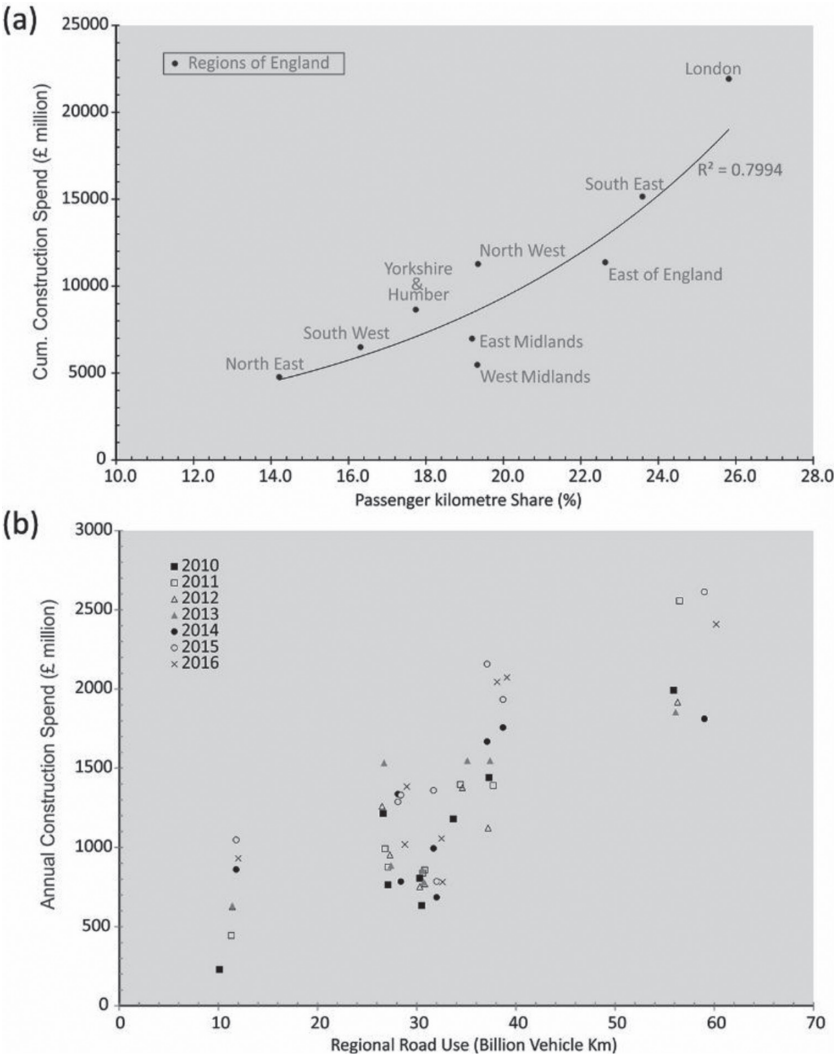 (a)
25000
20000
15000
10000
5000
0
Cum. Construction Spend (£ million)
Regions of England
London
R² = 0.7994
South East
North West
East of England
Yorkshire
&
Humber
South West
East Midlands
North East
West Midlands
10.0 12.0 14.0 16.0 18.0 20.0 22.0 24.0 26.0 28.0
Passenger kilometre Share (%)
(b)
3000
2500
2000
1500
1000
500
0
Annual Construction Spend (£ million)
2010
2011
2012
2013
2014
2015
2016
0 10 20 30 40 50 60 70
Regional Road Use (Billion Vehicle Km)